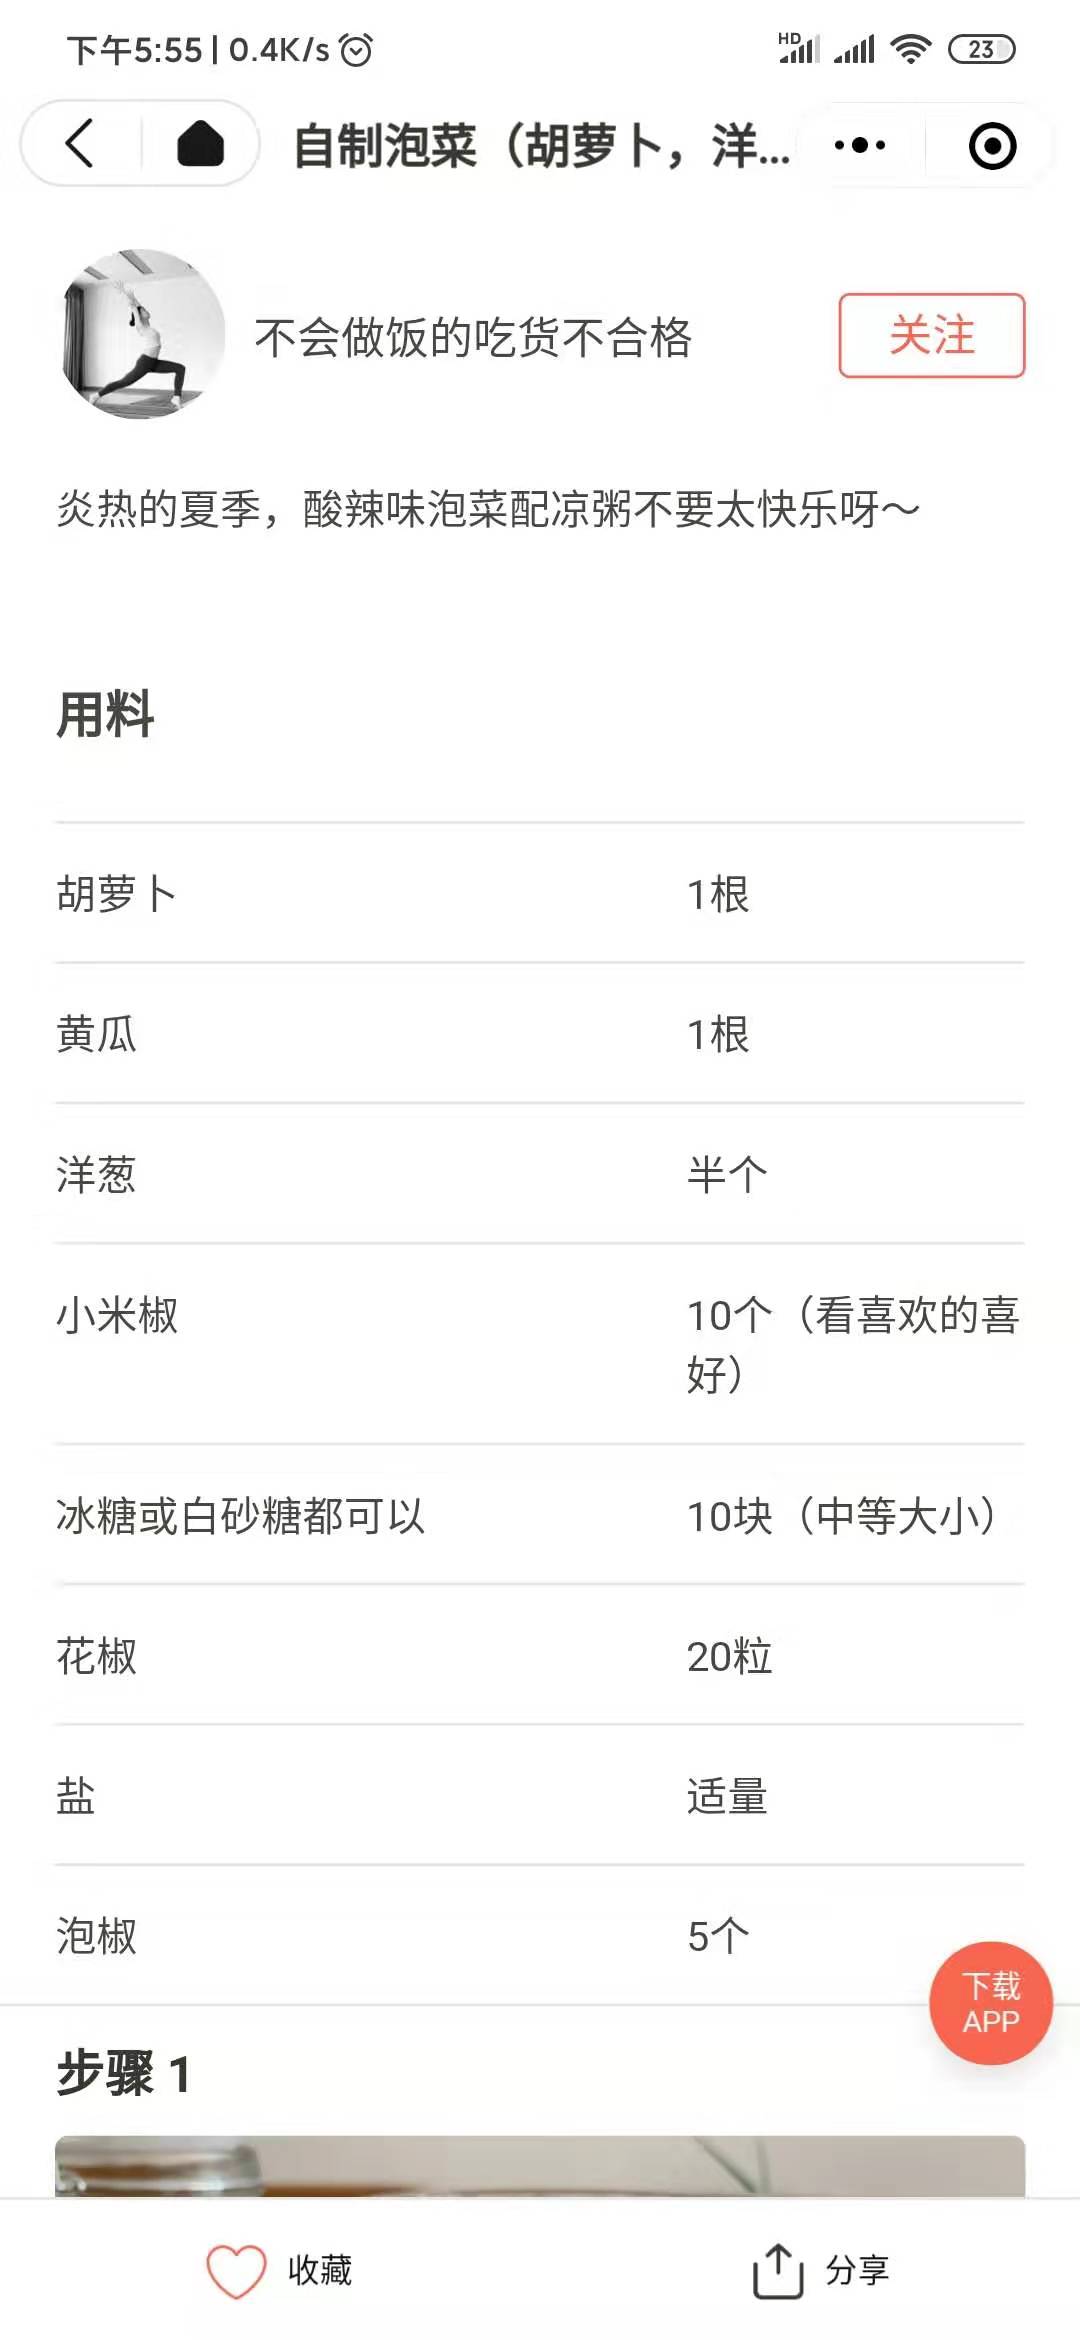 下午5:55 | 0.4K/s
HD
23
自制泡菜（胡萝卜，洋...
不会做饭的吃货不合格
关注
炎热的夏季，酸辣味泡菜配凉粥不要太快乐呀～
用料
胡萝卜 1根
黄瓜 1根
洋葱 半个
小米椒 10个（看喜欢的喜
好）
冰糖或白砂糖都可以 10块（中等大小）
花椒 20粒
盐 适量
泡椒 5个
下载
APP
步骤 1
收藏 分享